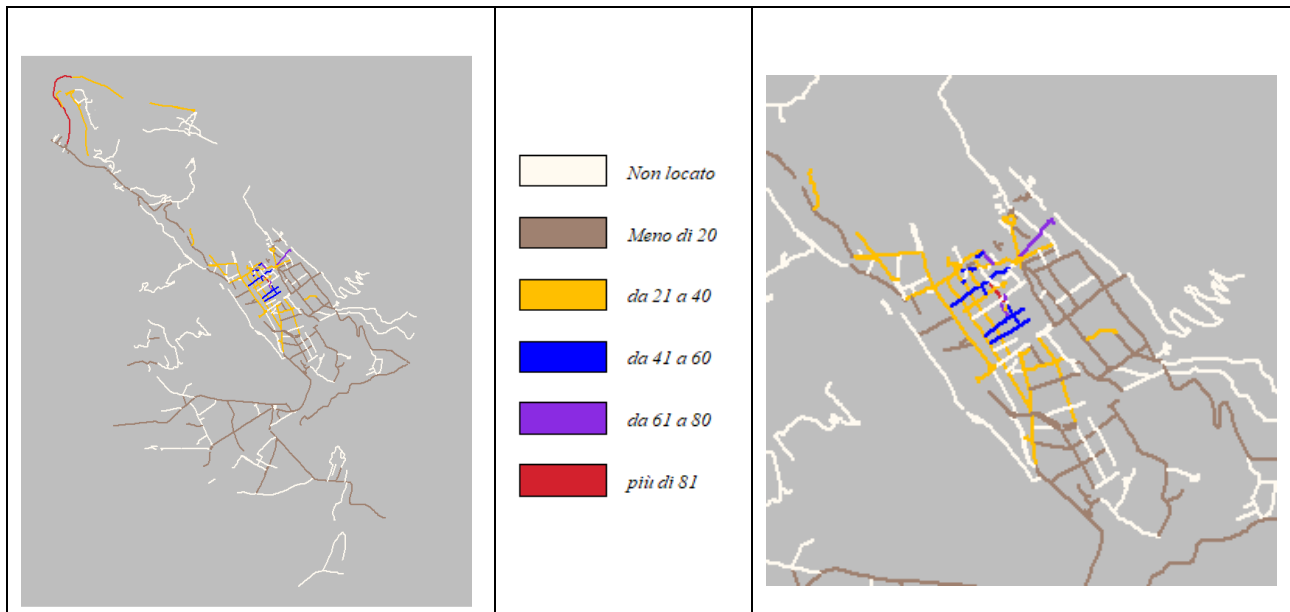 Non locato
Meno di 20
da 21 a 40
da 41 a 60
da 61 a 80
più di 81